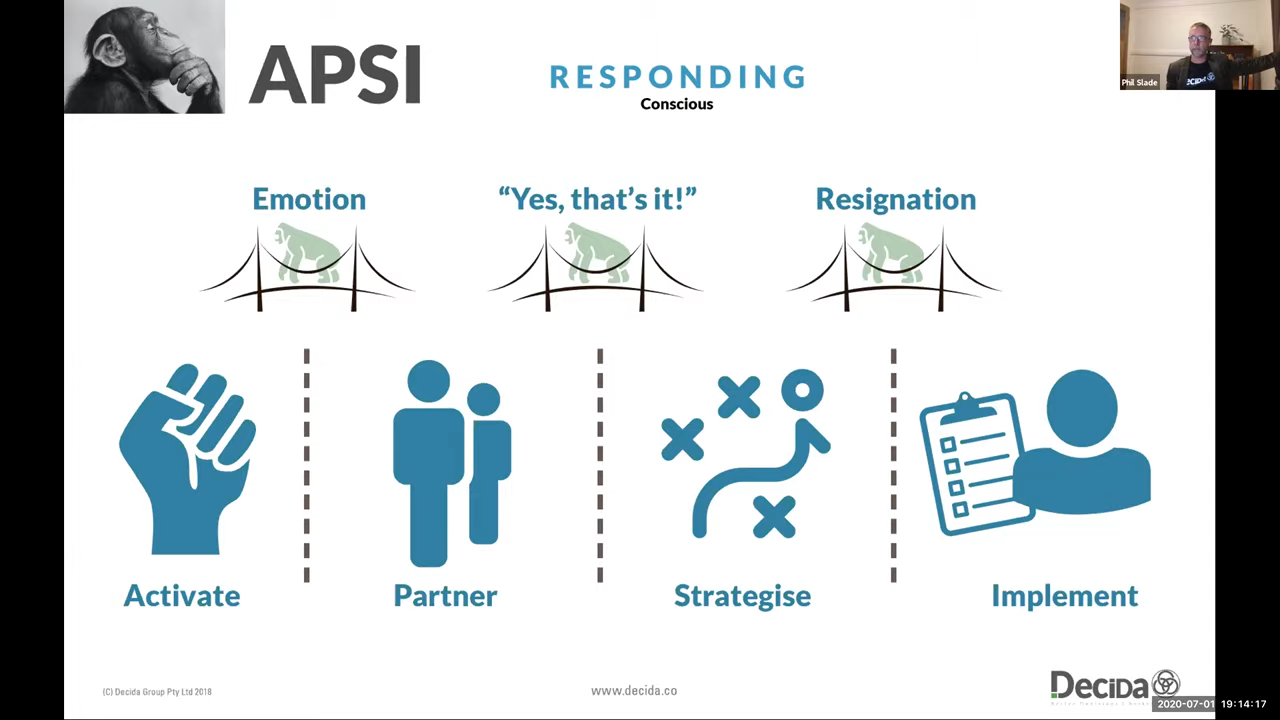 APSI
RESPONDING
Conscious
Phil Slade
Emotion
“Yes, that’s it!”
Resignation
Activate
Partner
Strategise
Implement
(C) Decida Group Pty Ltd 2018
www.decida.co
Decida
2020-07-01 19:14:17